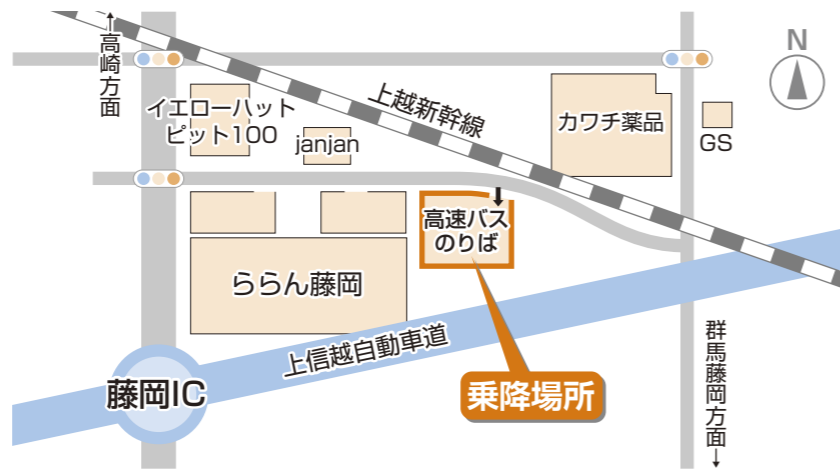 ↑高崎方面
N
イエローハット
ピット100
janjan
上越新幹線
カワチ薬品
GS
高速バス
のりば
ららん藤岡
上信越自動車道
藤岡IC
乗降場所
群馬藤岡方面↓